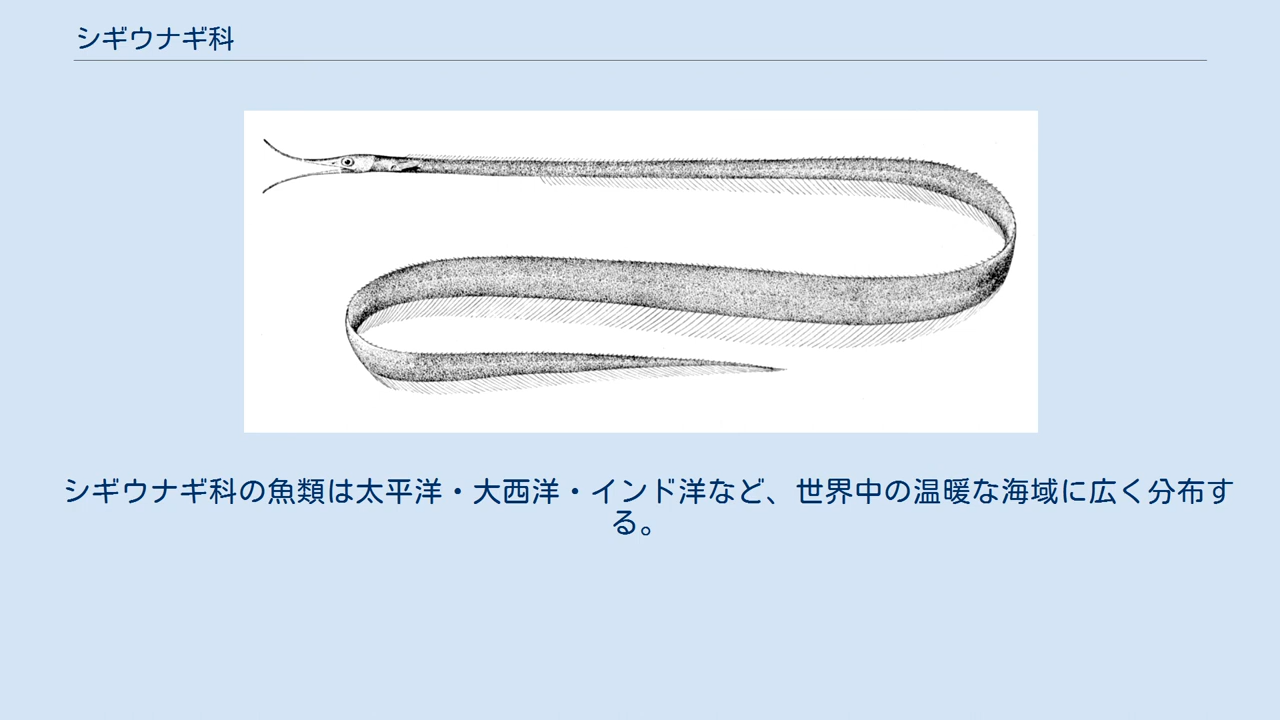 シギウナギ科
シギウナギ科の魚類は太平洋・大西洋・インド洋など、世界中の温暖な海域に広く分布す
る。